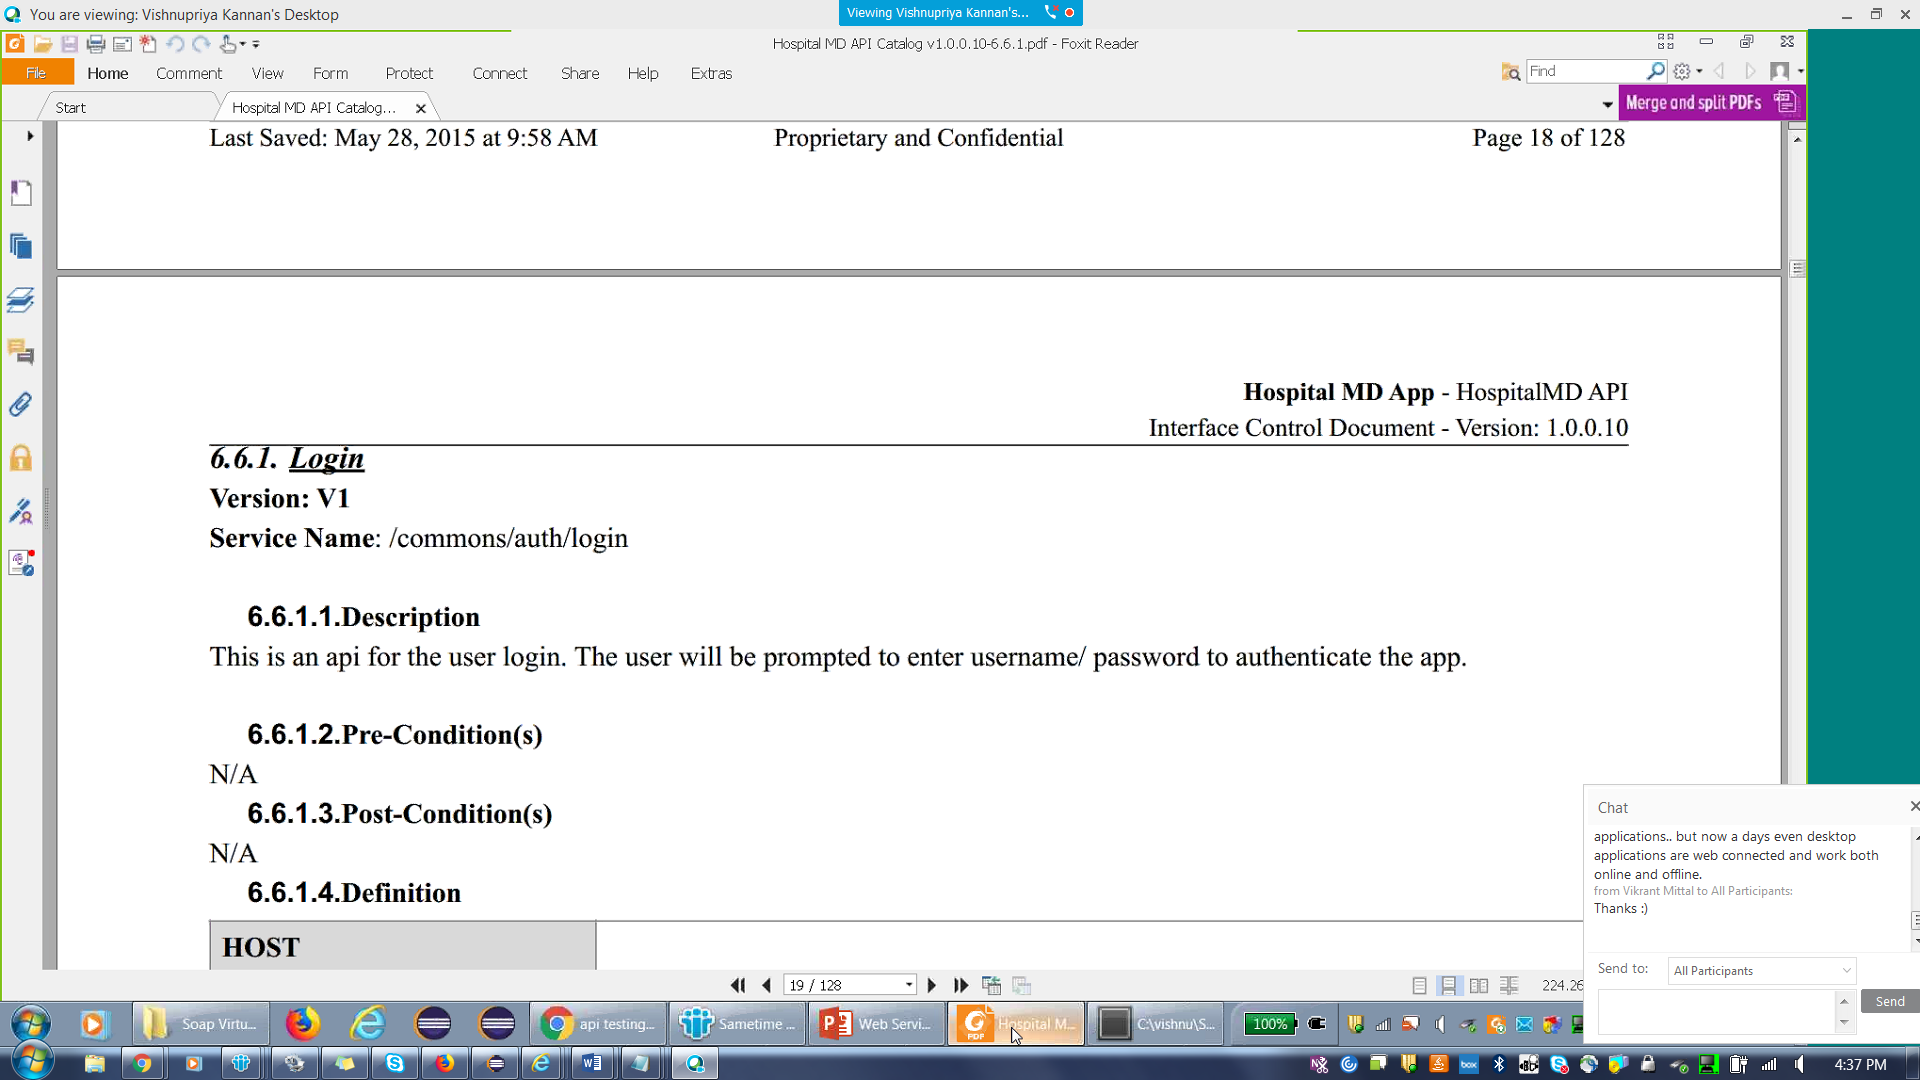 You are viewing: Vishnupriya Kannan's Desktop
Viewing Vishnupriya Kannan's...
Hospital MD API Catalog v1.0.0.10-6.6.1.pdf - Foxit Reader
File Home Comment View Form Protect Connect Share Help Extras
Find
Start
Hospital MD API Catalog...
Merge and split PDFs
Last Saved: May 28, 2015 at 9:58 AM Proprietary and Confidential Page 18 of 128
Hospital MD App - HospitalMD API
Interface Control Document - Version: 1.0.0.10
6.6.1. Login
Version: V1
Service Name: /commons/auth/login
6.6.1.1.Description
This is an api for the user login. The user will be prompted to enter username/ password to authenticate the app.
6.6.1.2.Pre-Condition(s)
N/A
6.6.1.3.Post-Condition(s)
N/A
6.6.1.4.Definition
HOST
Chat
applications.. but now a days even desktop
applications are web connected and work both
online and offline.
from Vikrant Mittal to All Participants:
Thanks :)
Send to: All Participants
Send
19 / 128
224.26
Soap Virtu...
api testing...
Sametime ...
Web Servi...
Hospital M...
C:\vishnu\S...
100%
4:37 PM